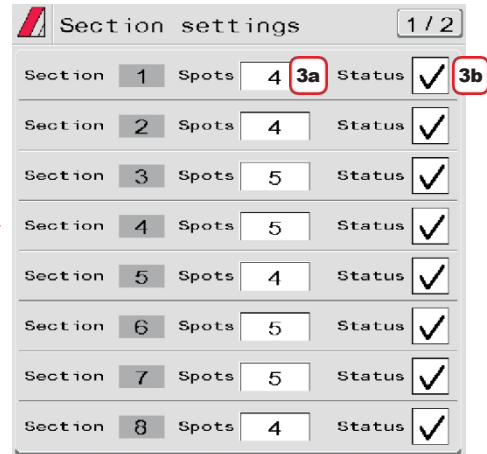 Section settings 1/2
Section 1 Spots 4 3a Status ✓ 3b
Section 2 Spots 4 Status ✓
Section 3 Spots 5 Status ✓
Section 4 Spots 5 Status ✓
Section 5 Spots 4 Status ✓
Section 6 Spots 5 Status ✓
Section 7 Spots 5 Status ✓
Section 8 Spots 4 Status ✓